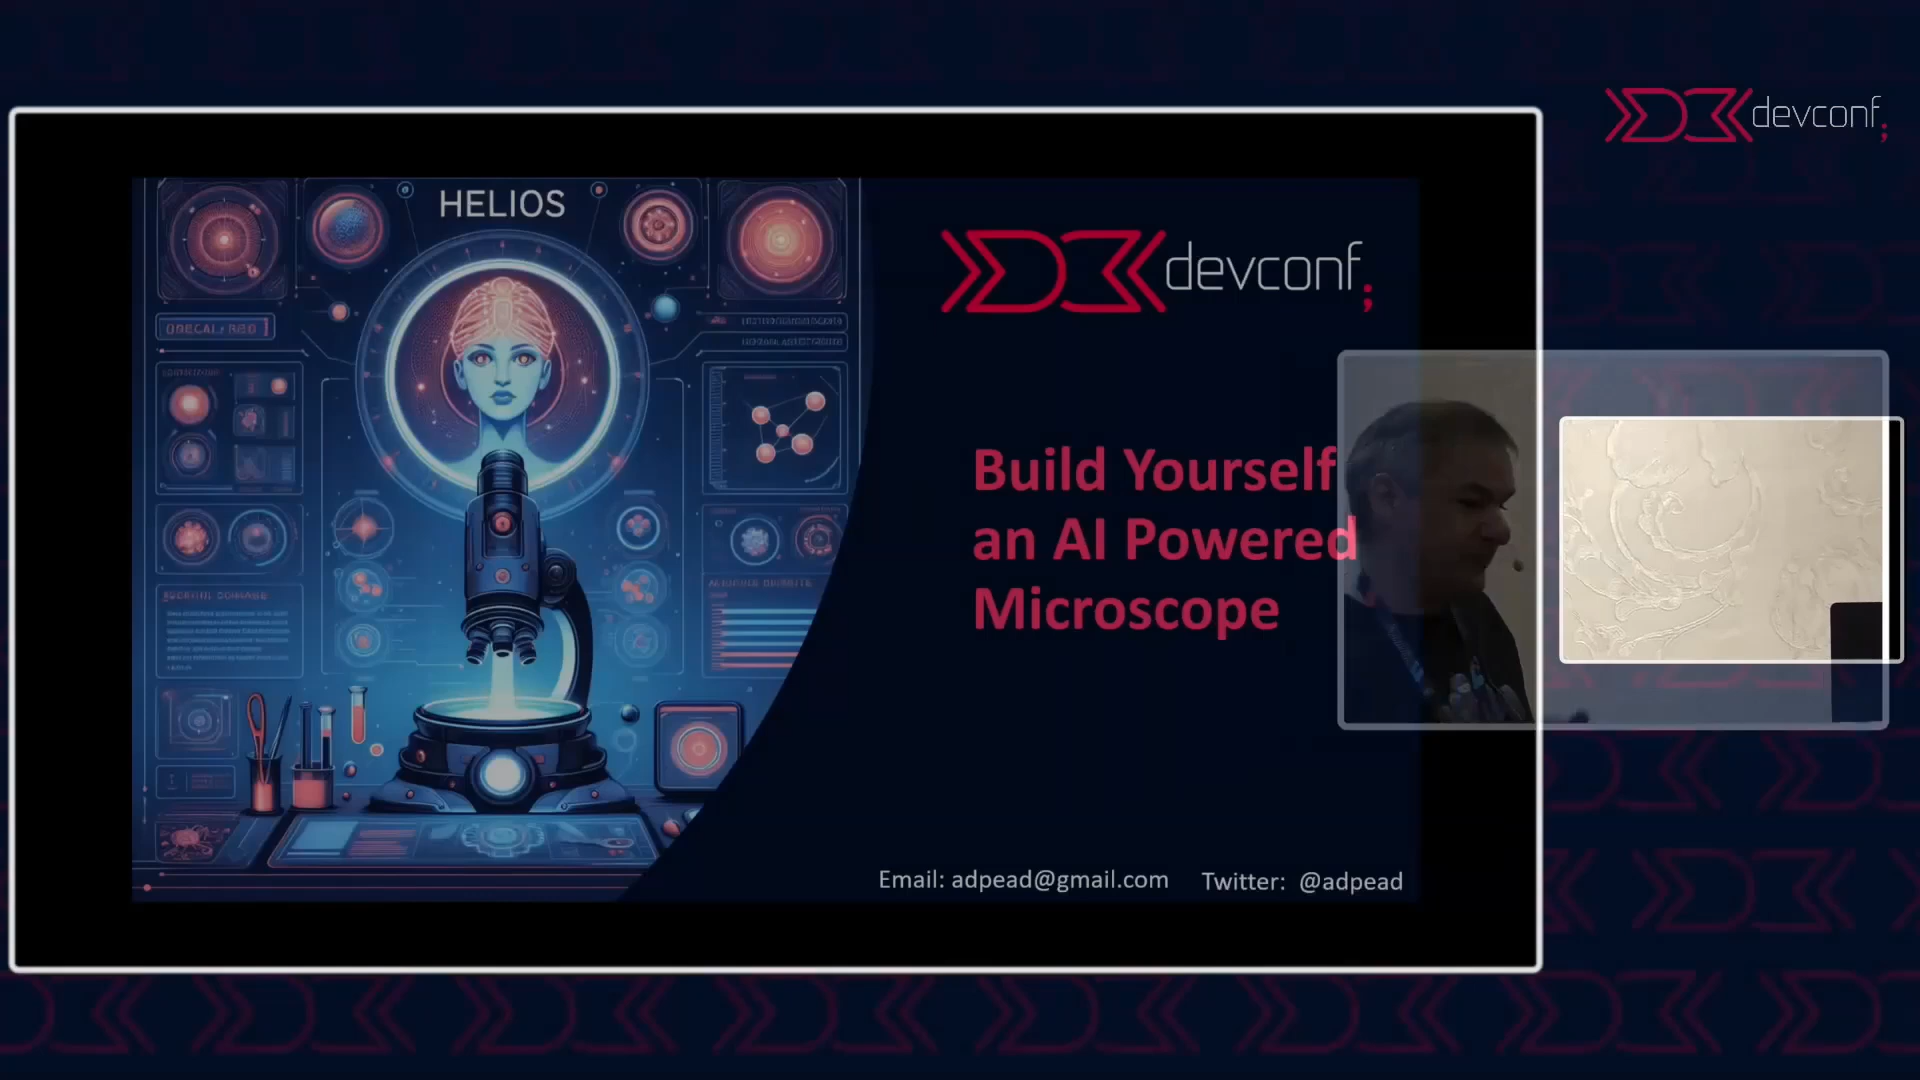 HELIOS
devconf;
devconf;
Build Yourself
an AI Powered
Microscope
Email: adpead@gmail.com Twitter: @adpead